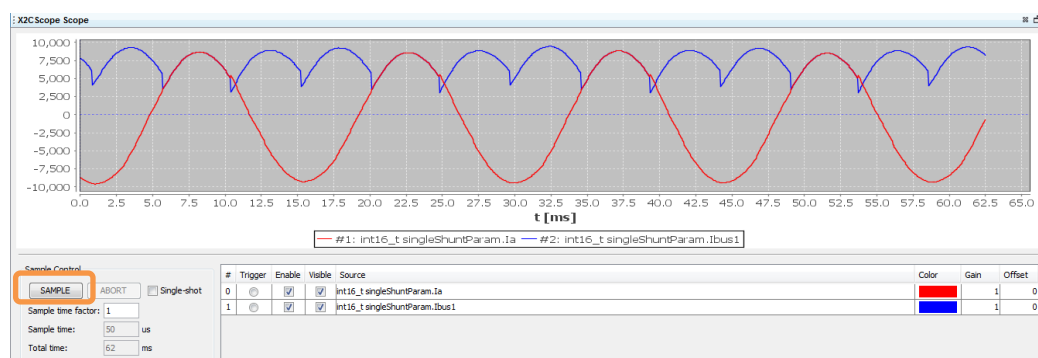 X2CScope Scope
10,000
7,500
5,000
2,500
0
-2,500
-5,000
-7,500
-10,000
0.0 2.5 5.0 7.5 10.0 12.5 15.0 17.5 20.0 22.5 25.0 27.5 30.0 32.5 35.0 37.5 40.0 42.5 45.0 47.5 50.0 52.5 55.0 57.5 60.0 62.5 65.0
t [ms]
#1: int16_t singleShuntParam.Ia #2: int16_t singleShuntParam.Ibus1
Sample Control
SAMPLE ABORT Single-shot
Sample time factor: 1
Sample time: 50 us
Total time: 62 ms
# Trigger Enable Visible Source Color Gain Offset
0 int16_t singleShuntParam.Ia 1 0
1 int16_t singleShuntParam.Ibus1 1 0